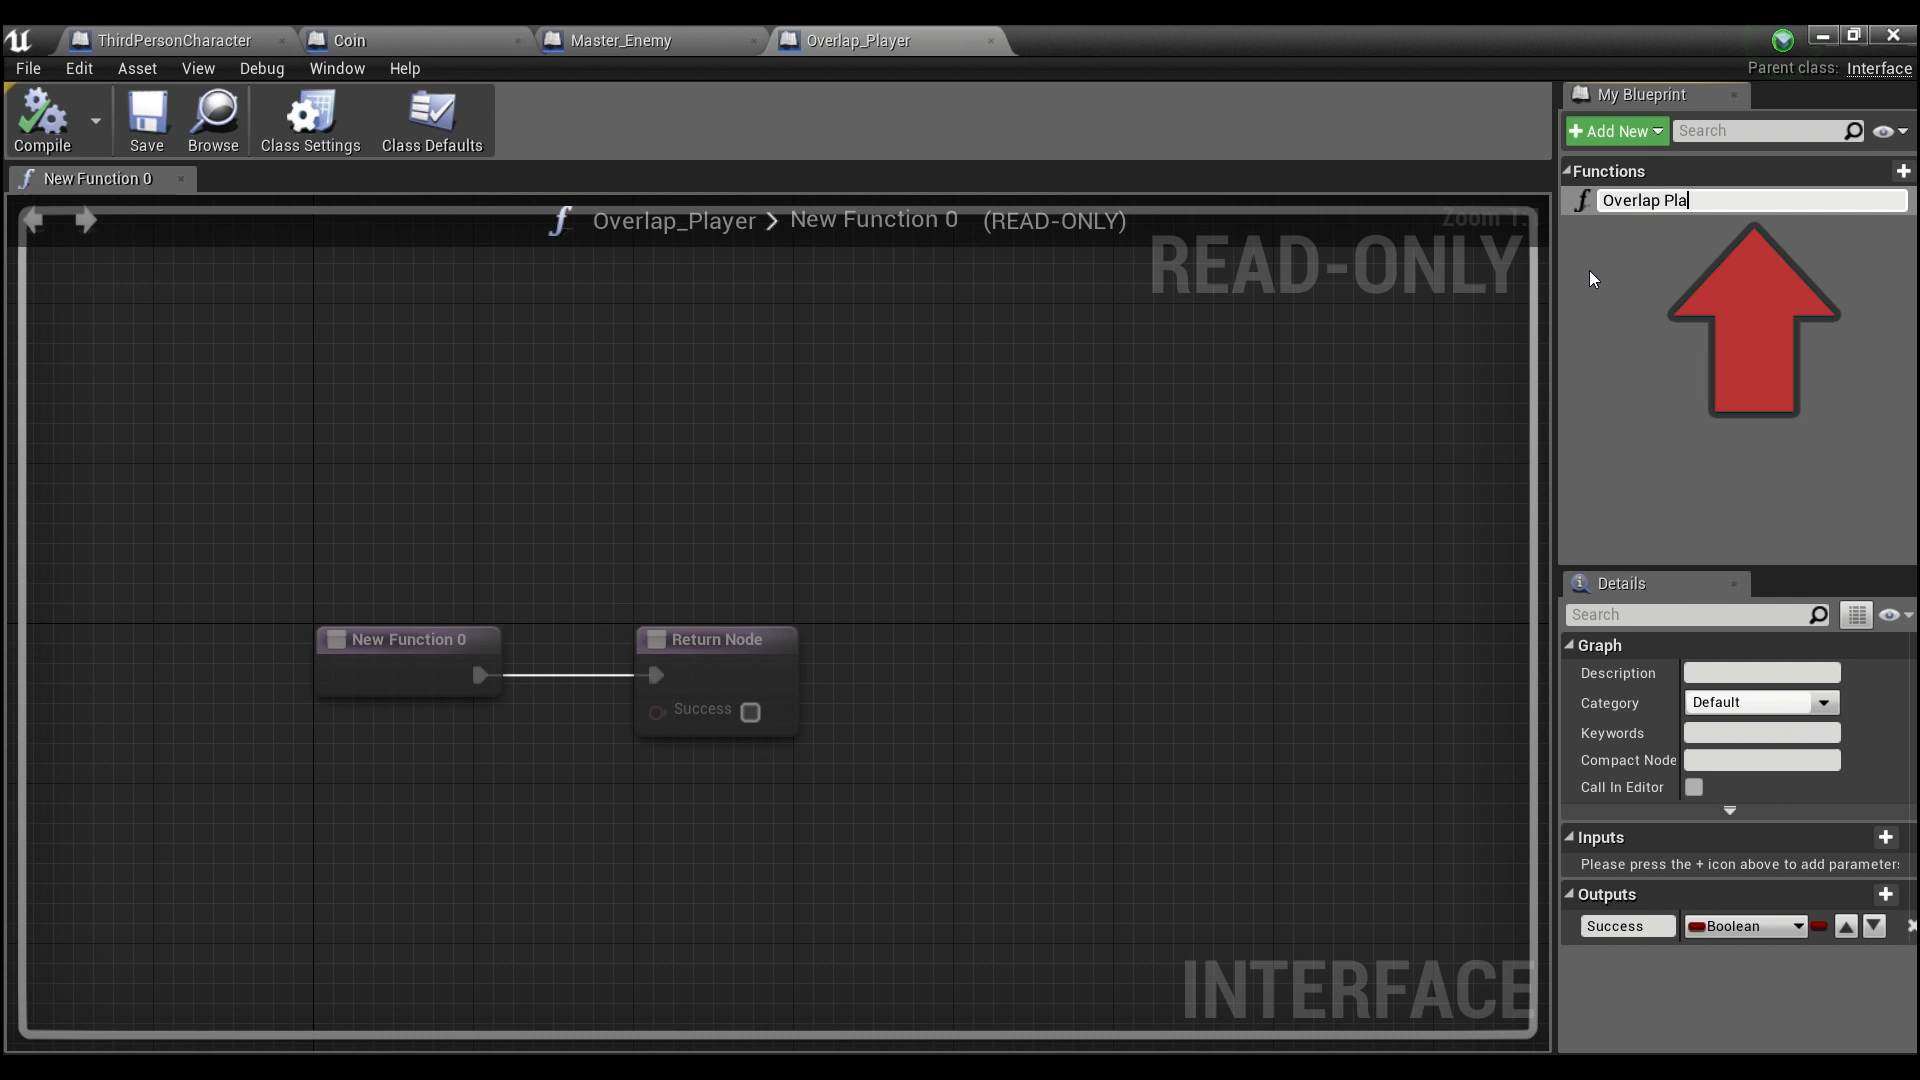 ThirdPersonCharacter Coin Master_Enemy Overlap_Player
File Edit Asset View Debug Window Help
Parent class: Interface
Compile Save Browse Class Settings Class Defaults
My Blueprint
Add New Search
New Function 0
Functions
Overlap Pla
Overlap_Player > New Function 0 (READ-ONLY)
Zoom 1:1
READ-ONLY
New Function 0
Return Node
Success
INTERFACE
Details
Search
Graph
Description
Category Default
Keywords
Compact Node
Call In Editor
Inputs
Please press the + icon above to add parameter
Outputs
Success Boolean